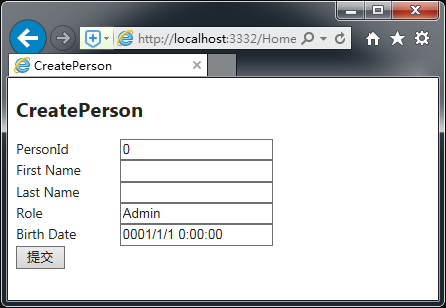 http://localhost:3332/Home
CreatePerson
CreatePerson
PersonId 0
First Name
Last Name
Role Admin
Birth Date 0001/1/1 0:00:00
提交